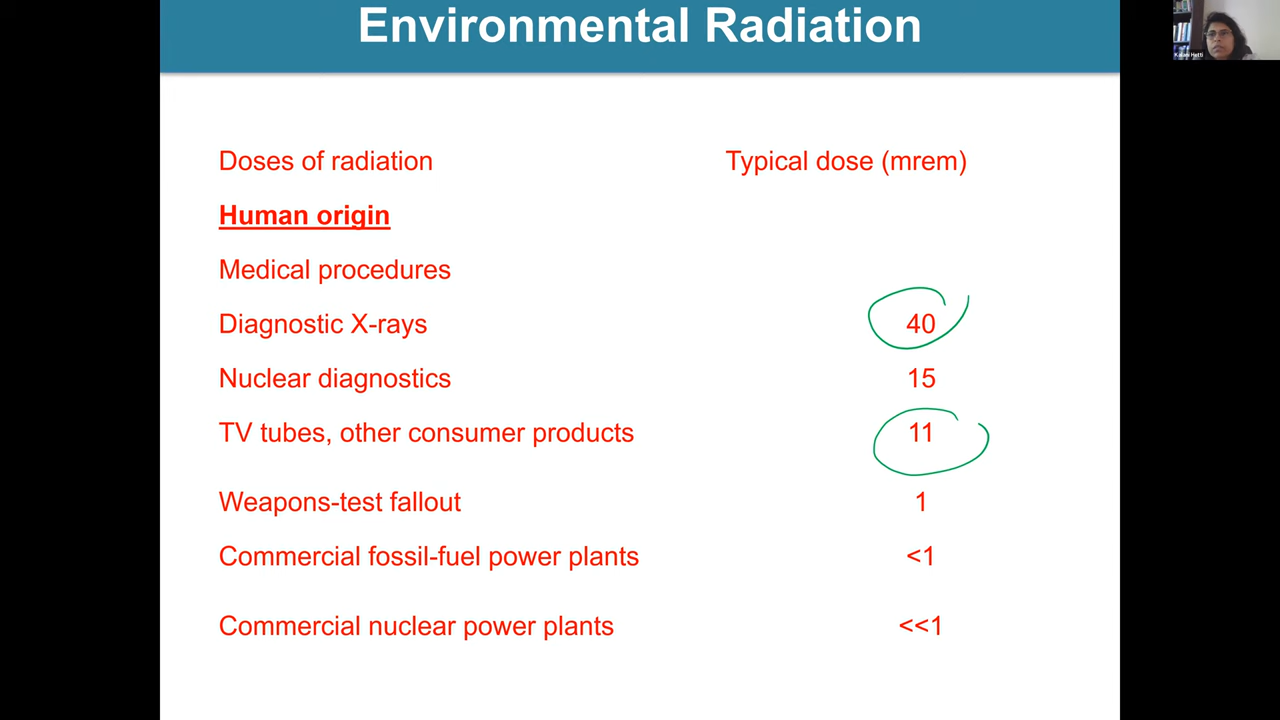 Environmental Radiation
Doses of radiation Typical dose (mrem)
Human origin
Medical procedures
Diagnostic X-rays 40
Nuclear diagnostics 15
TV tubes, other consumer products 11
Weapons-test fallout 1
Commercial fossil-fuel power plants <1
Commercial nuclear power plants <<1